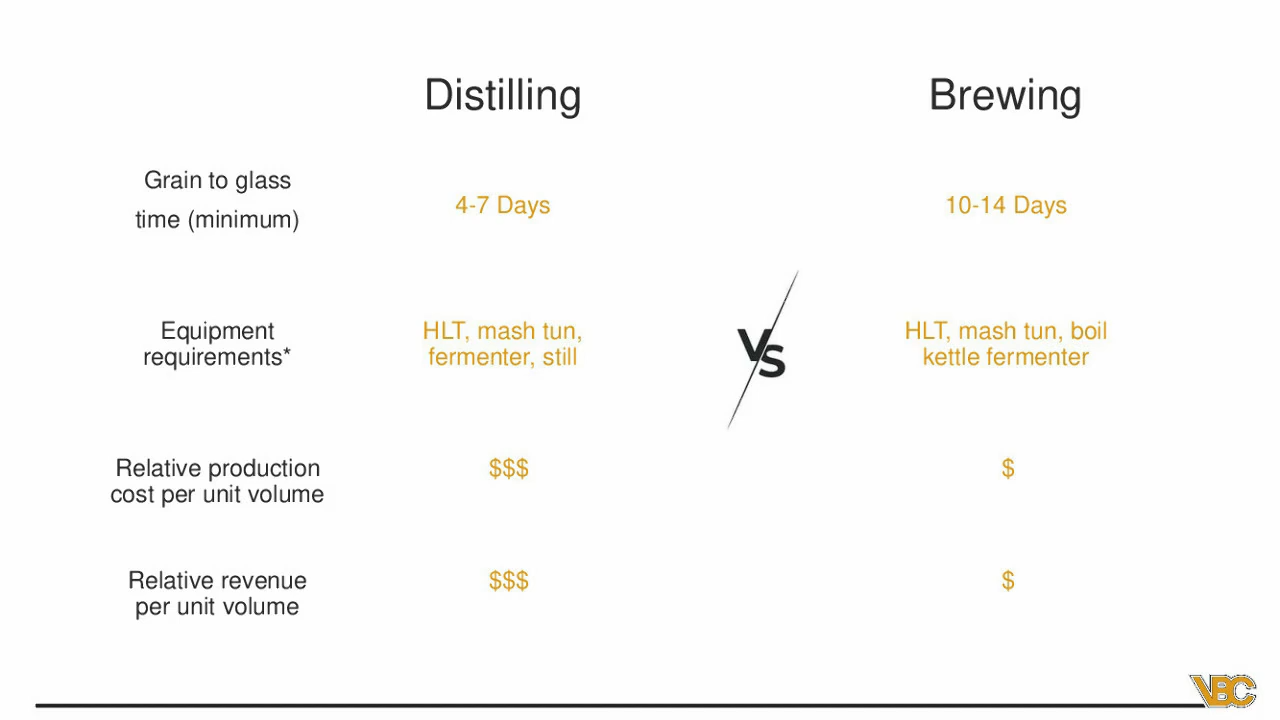 Distilling
Brewing
Grain to glass
time (minimum)
4-7 Days
10-14 Days
Equipment
requirements*
HLT, mash tun,
fermenter, still
VS
HLT, mash tun, boil
kettle fermenter
Relative production
cost per unit volume
$$$
$
Relative revenue
per unit volume
$$$
$
VBC